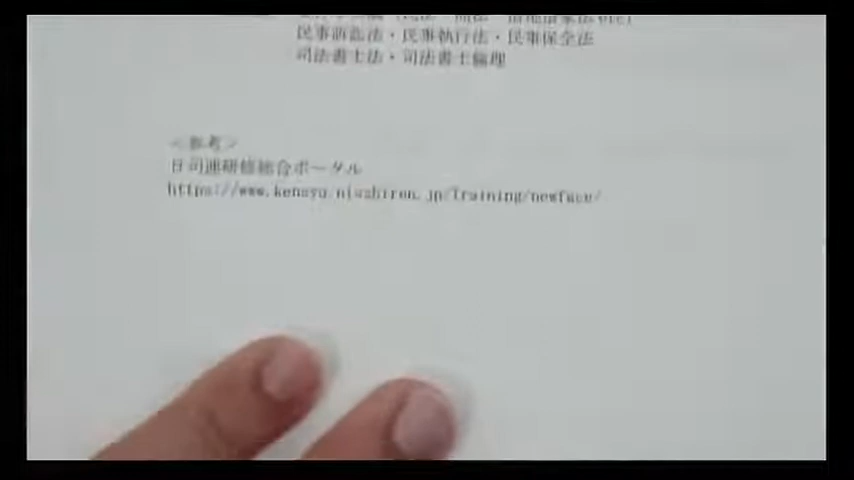 民事訴訟法・民事執行法・民事保全法
司法書士法・司法書士倫理
＜参考＞
日司連研修総合ポータル
https://www.kensyu.nisshiren.jp/Training/newface/